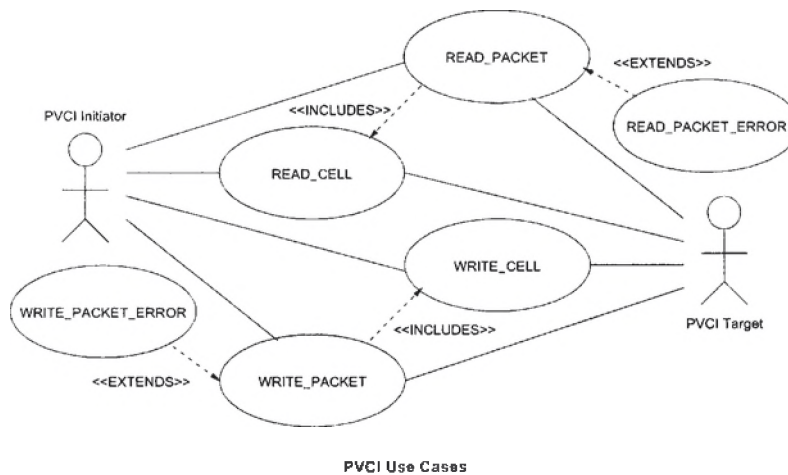 READ_PACKET
<<EXTENDS>>
<<INCLUDES>>
PVCI Initiator
READ_PACKET_ERROR
READ_CELL
WRITE_CELL
WRITE_PACKET_ERROR
<<INCLUDES>>
PVCI Target
<<EXTENDS>>
WRITE_PACKET
PVCI Use Cases